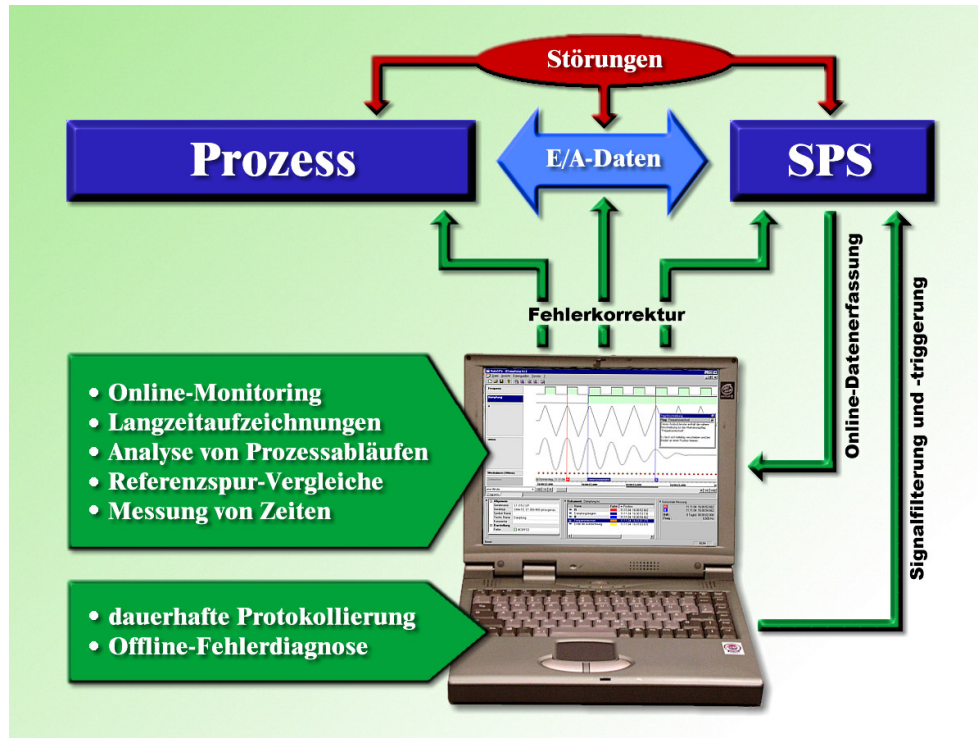 Störungen
Prozess
E/A-Daten
SPS
Fehlerkorrektur
Online-Datenerfassung
Signalfilterung und -triggerung
• Online-Monitoring
• Langzeitaufzeichnungen
• Analyse von Prozessabläufen
• Referenzspur-Vergleiche
• Messung von Zeiten
• dauerhafte Protokollierung
• Offline-Fehlerdiagnose